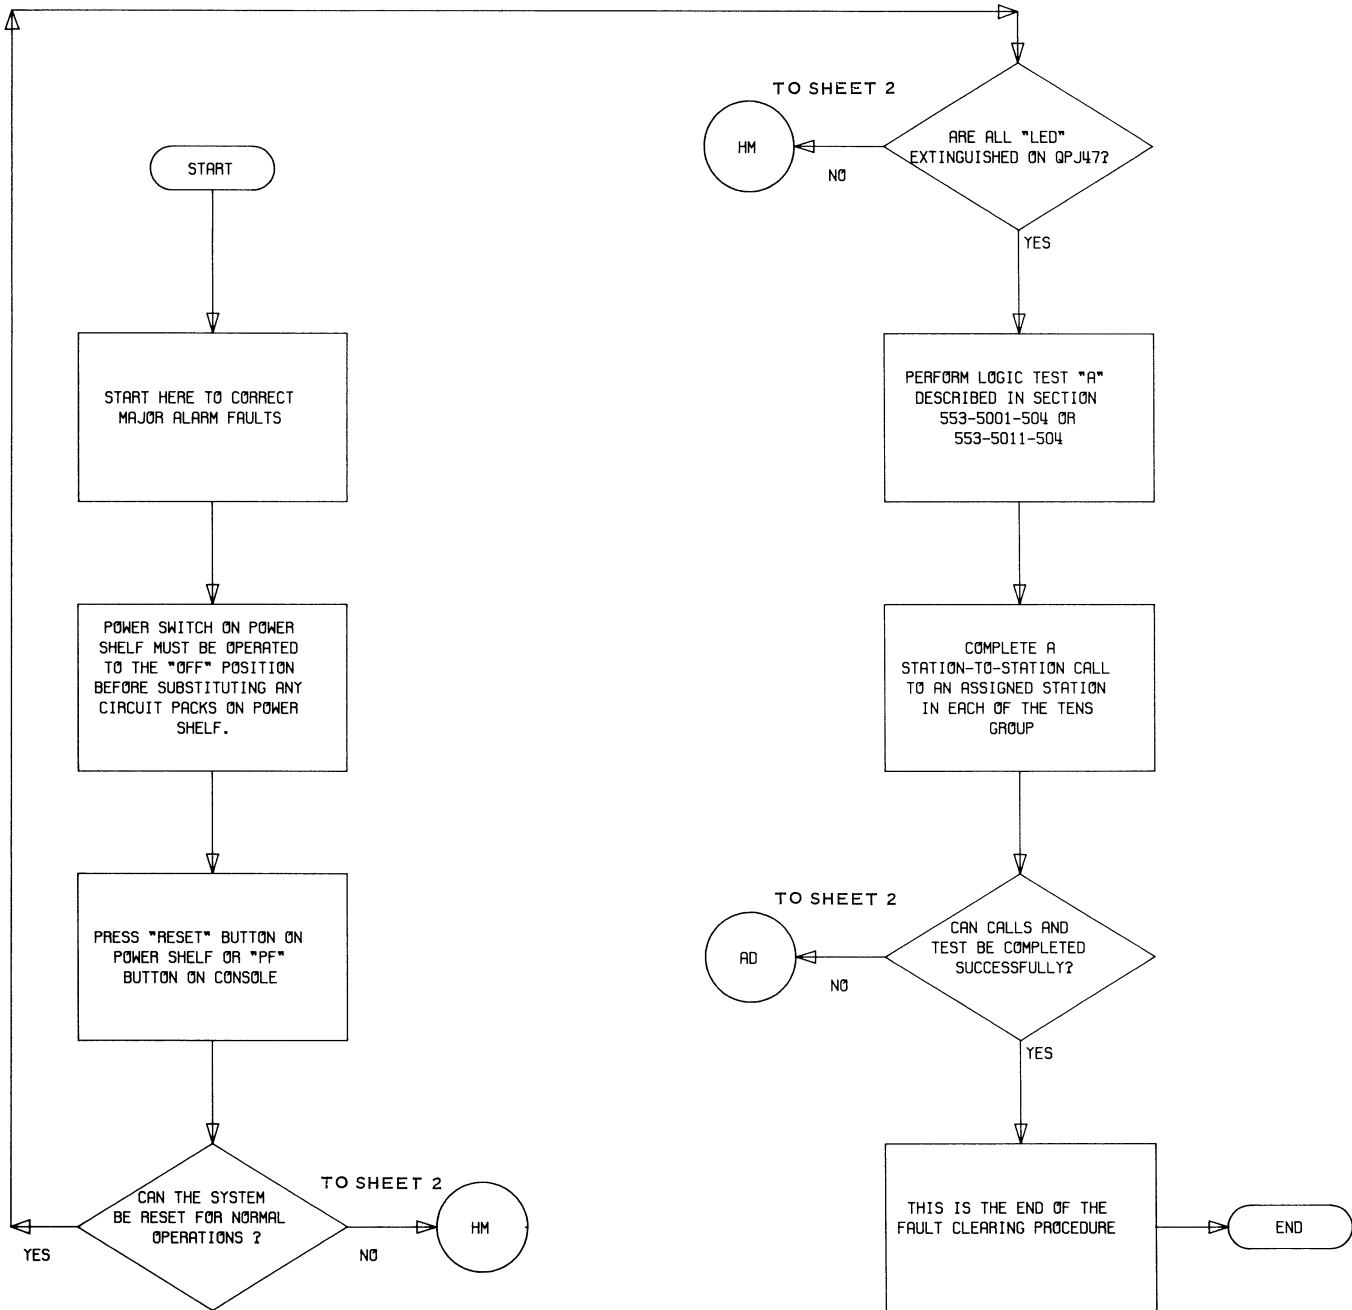 START
START HERE TO CORRECT
MAJOR ALARM FAULTS
POWER SWITCH ON POWER
SHELF MUST BE OPERATED
TO THE "OFF" POSITION
BEFORE SUBSTITUTING ANY
CIRCUIT PACKS ON POWER
SHELF.
PRESS "RESET" BUTTON ON
POWER SHELF OR "PF"
BUTTON ON CONSOLE
CAN THE SYSTEM
BE RESET FOR NORMAL
OPERATIONS ?
YES
NO
TO SHEET 2
HM
TO SHEET 2
HM
NO
ARE ALL "LED"
EXTINGUISHED ON QPJ47?
YES
PERFORM LOGIC TEST "A"
DESCRIBED IN SECTION
553-5001-504 OR
553-5011-504
COMPLETE A
STATION-TO-STATION CALL
TO AN ASSIGNED STATION
IN EACH OF THE TENS
GROUP
TO SHEET 2
AD
NO
CAN CALLS AND
TEST BE COMPLETED
SUCCESSFULLY?
YES
THIS IS THE END OF THE
FAULT CLEARING PROCEDURE
END